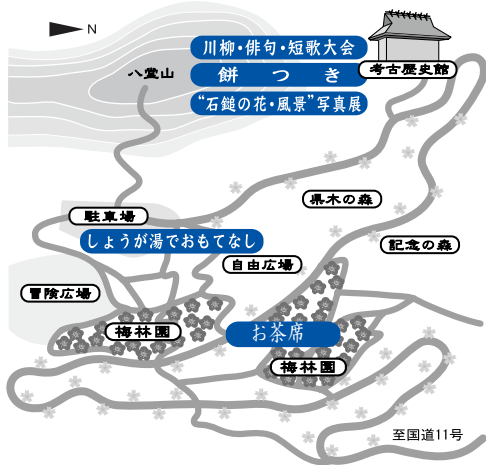 N
川柳・俳句・短歌大会
八堂山
餅つき
考古歴史館
“石鎚の花・風景”写真展
県木の森
駐車場
しょうが湯でおもてなし
記念の森
自由広場
冒険広場
梅林園
お茶席
梅林園
至国道11号